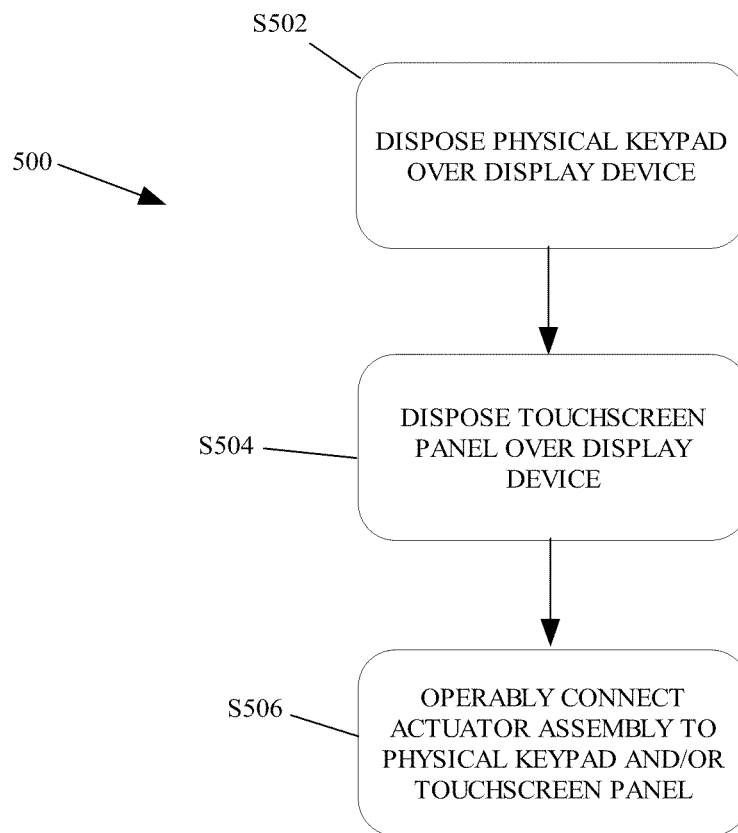 S502
DISPOSE PHYSICAL KEYPAD
OVER DISPLAY DEVICE
500
DISPOSE TOUCHSCREEN
PANEL OVER DISPLAY
DEVICE
S504
OPERABLY CONNECT
ACTUATOR ASSEMBLY TO
PHYSICAL KEYPAD AND/OR
TOUCHSCREEN PANEL
S506